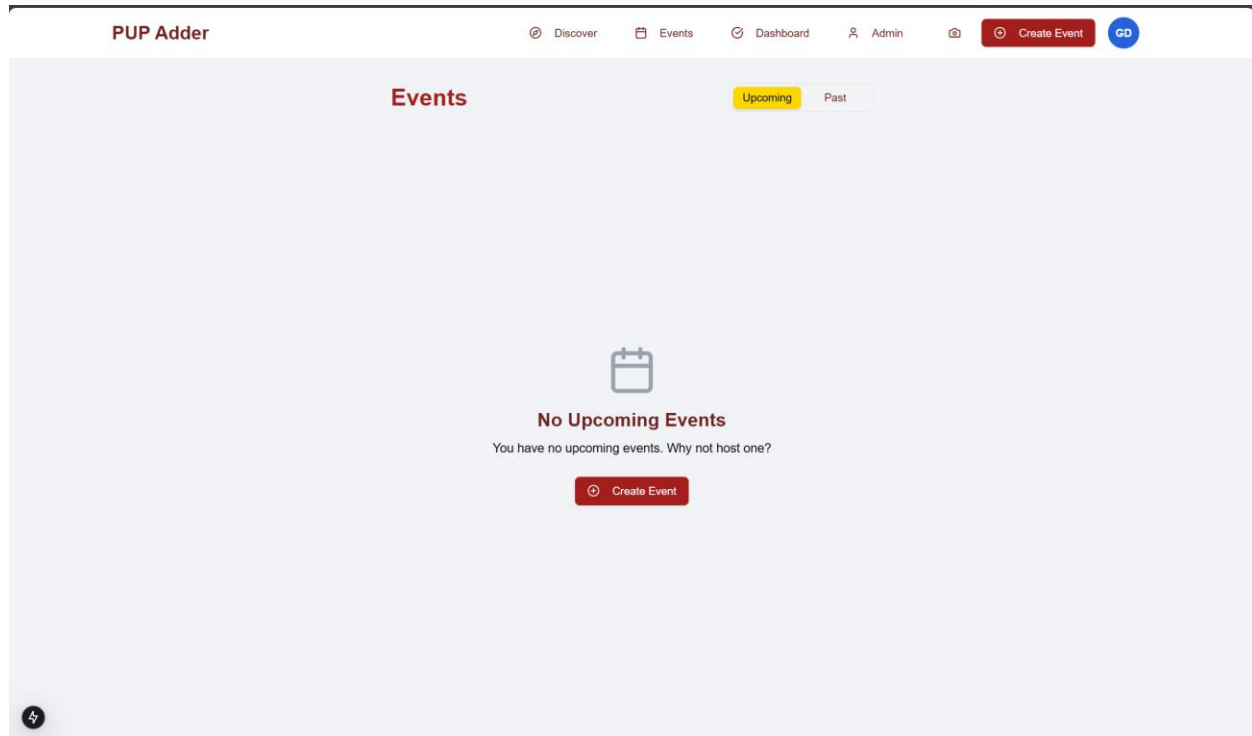 PUP Adder Discover Events Dashboard Admin Create Event GD
Events Upcoming Past
No Upcoming Events
You have no upcoming events. Why not host one?
Create Event